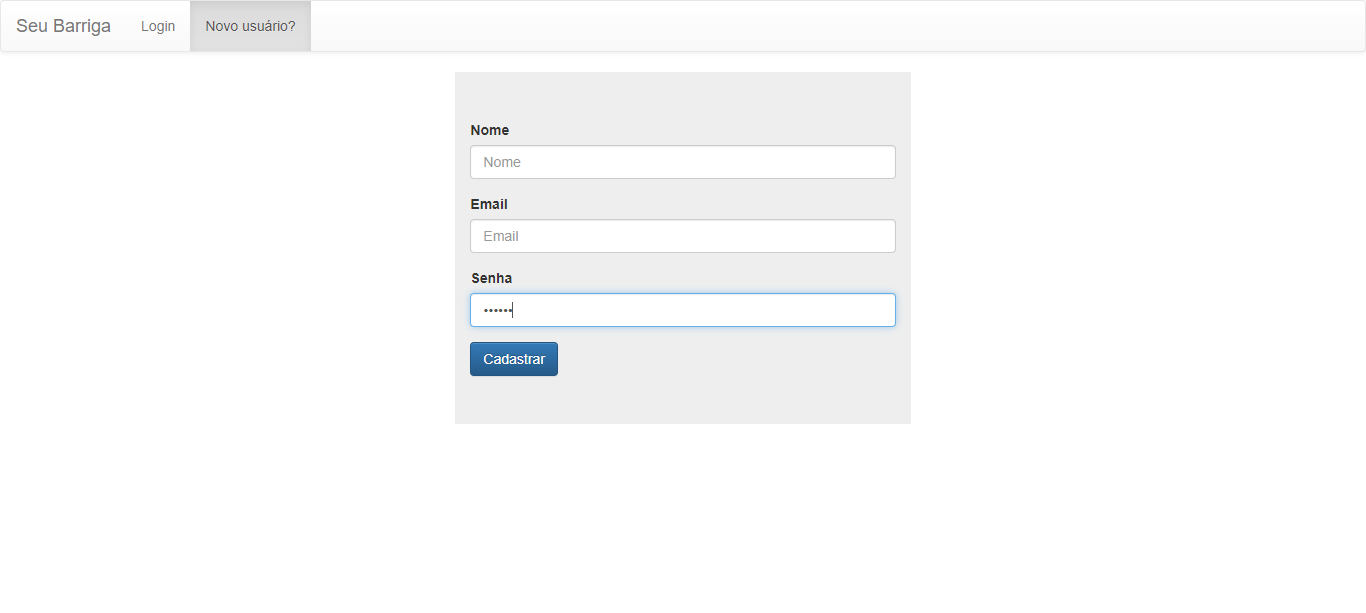 Seu Barriga Login Novo usuário?
Nome
Nome
Email
Email
Senha
••••••
Cadastrar